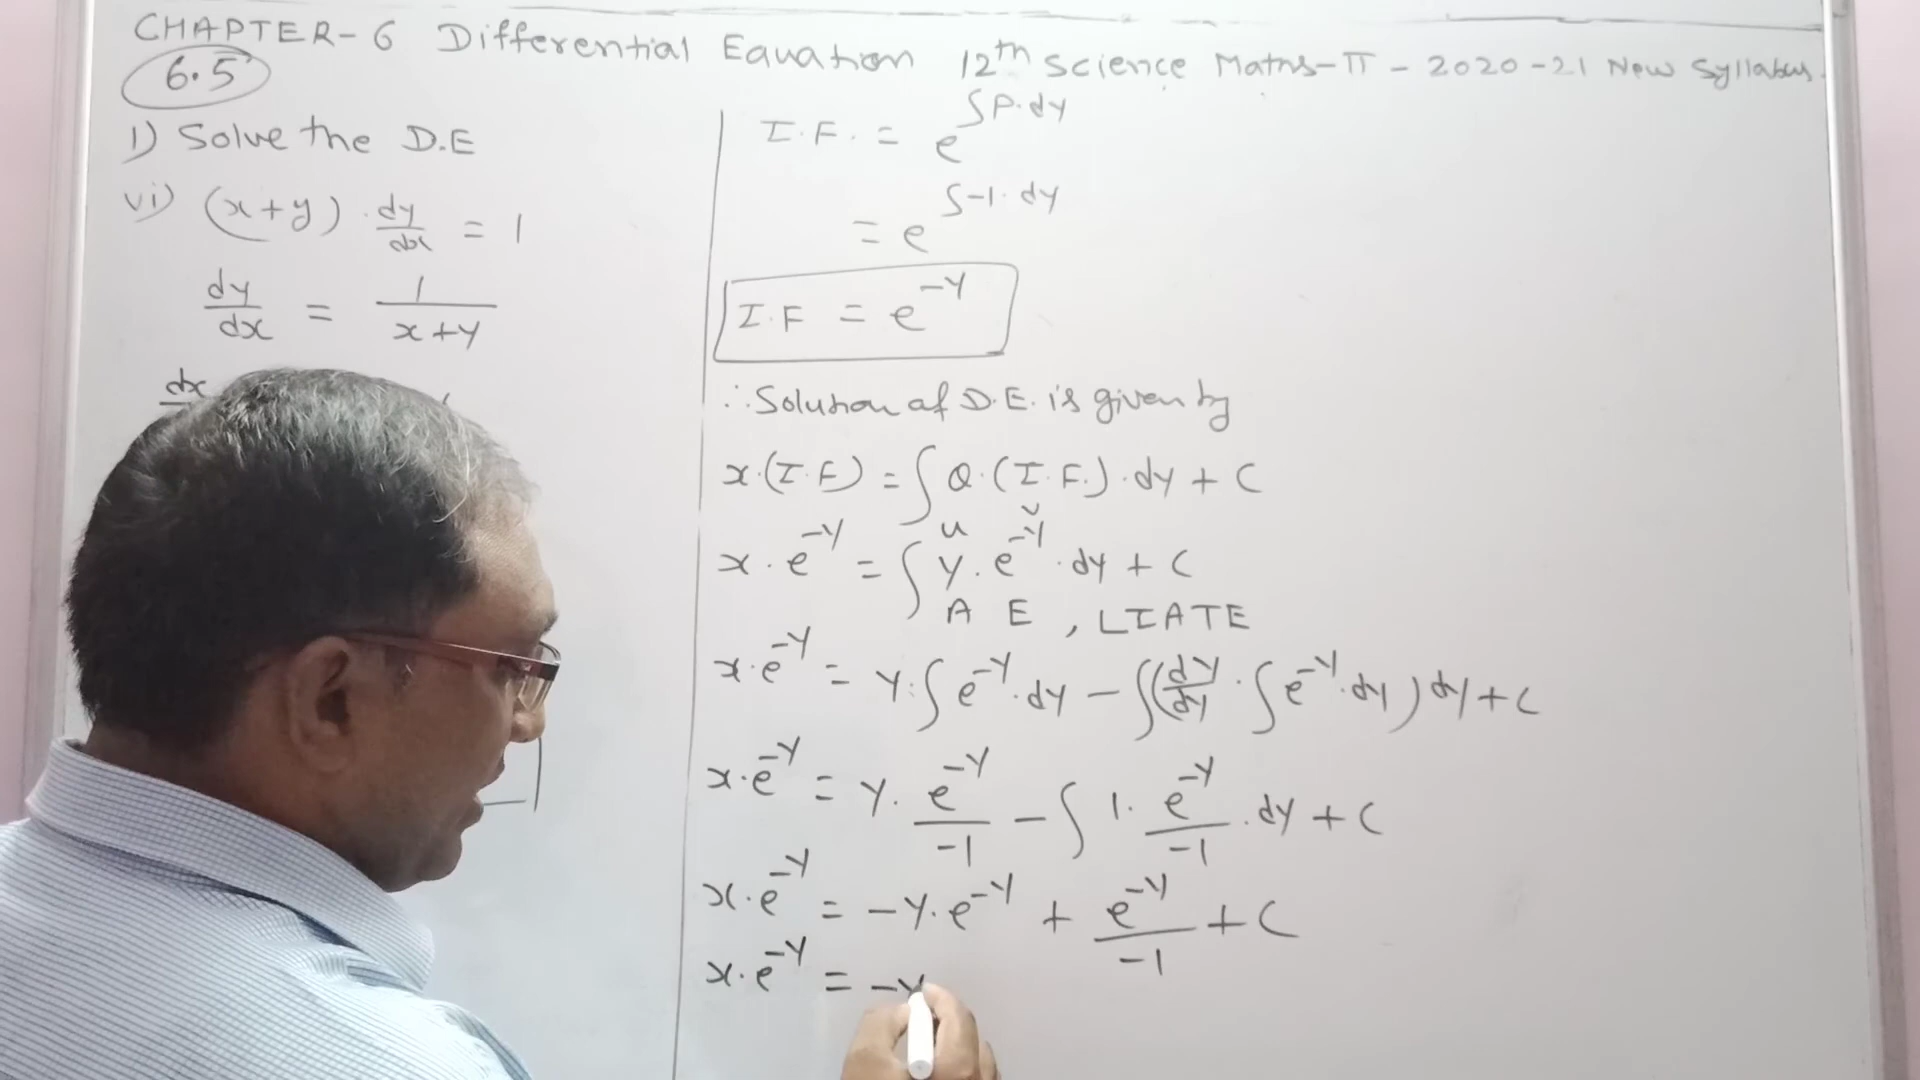 CHAPTER-6 Differential Equation 12th Science Maths-II - 2020-21 New Syllabus.
6.5
1) Solve the D.E
vi) (x+y) . dy/dx = 1
dy/dx = 1/x+y
dx
I.F. = e^∫P.dy
= e^∫-1.dy
I.F = e^-y
∴ Solution of D.E. is given by
x.(I.F) = ∫Q.(I.F.).dy + C
u v
x.e^-y = ∫y.e^-y.dy + C
A E , LIATE
x.e^-y = y.∫e^-y.dy - ∫(dy/dy . ∫e^-y.dy)dy + C
x.e^-y = y. e^-y/-1 - ∫1. e^-y/-1 .dy + C
x.e^-y = -y.e^-y + e^-y/-1 + C
x.e^-y = -y